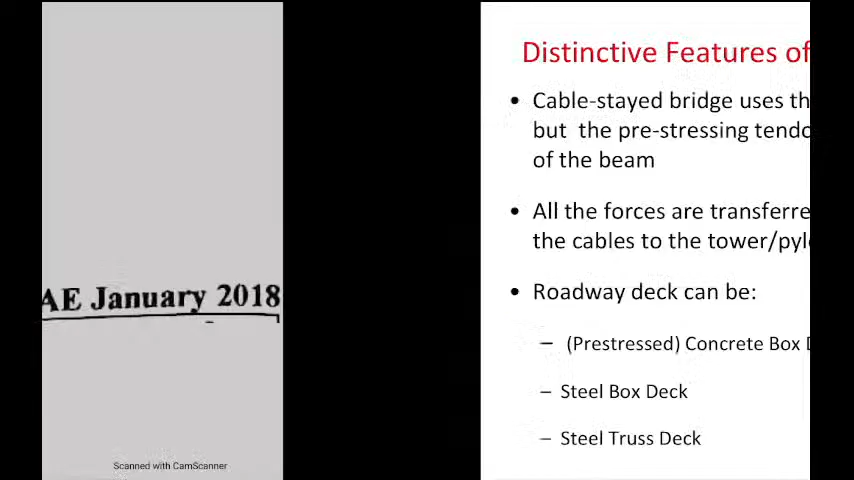 AE January 2018
Scanned with CamScanner
Distinctive Features of
• Cable-stayed bridge uses th
but the pre-stressing tendo
of the beam
• All the forces are transferre
the cables to the tower/pyl
• Roadway deck can be:
– (Prestressed) Concrete Box
– Steel Box Deck
– Steel Truss Deck